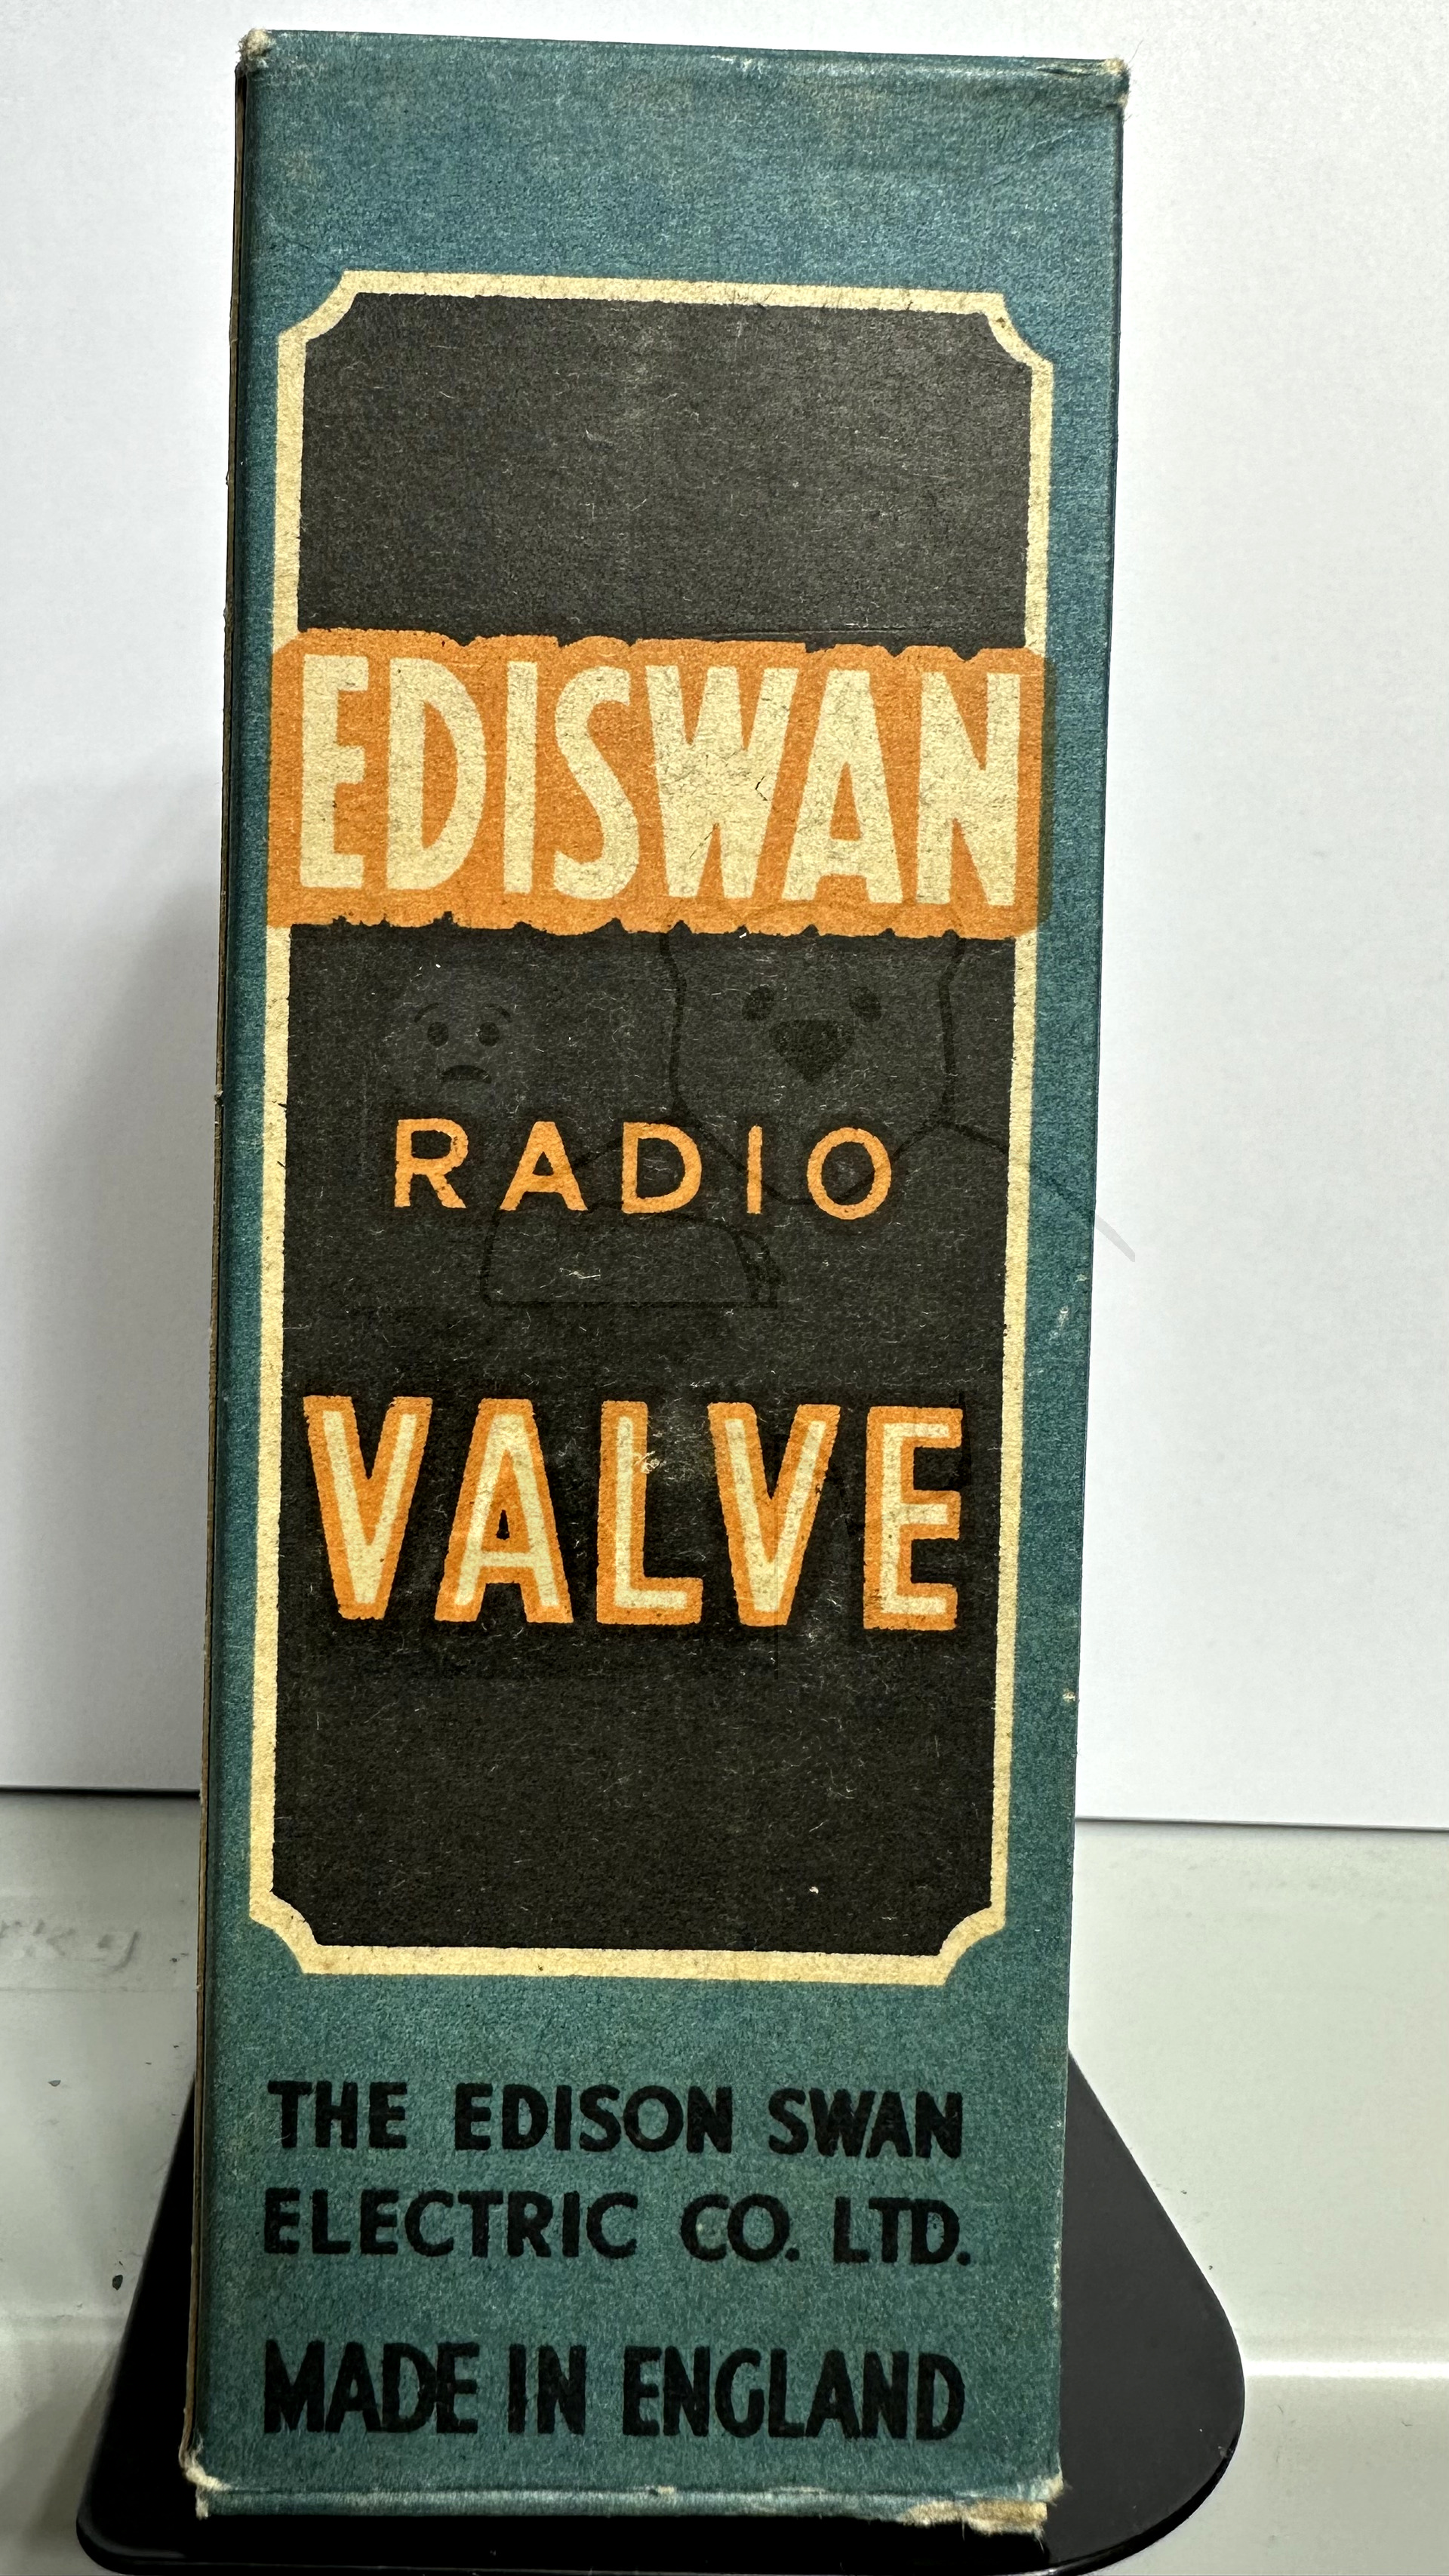 EDISWAN
RADIO
VALVE
THE EDISON SWAN
ELECTRIC CO. LTD.
MADE IN ENGLAND